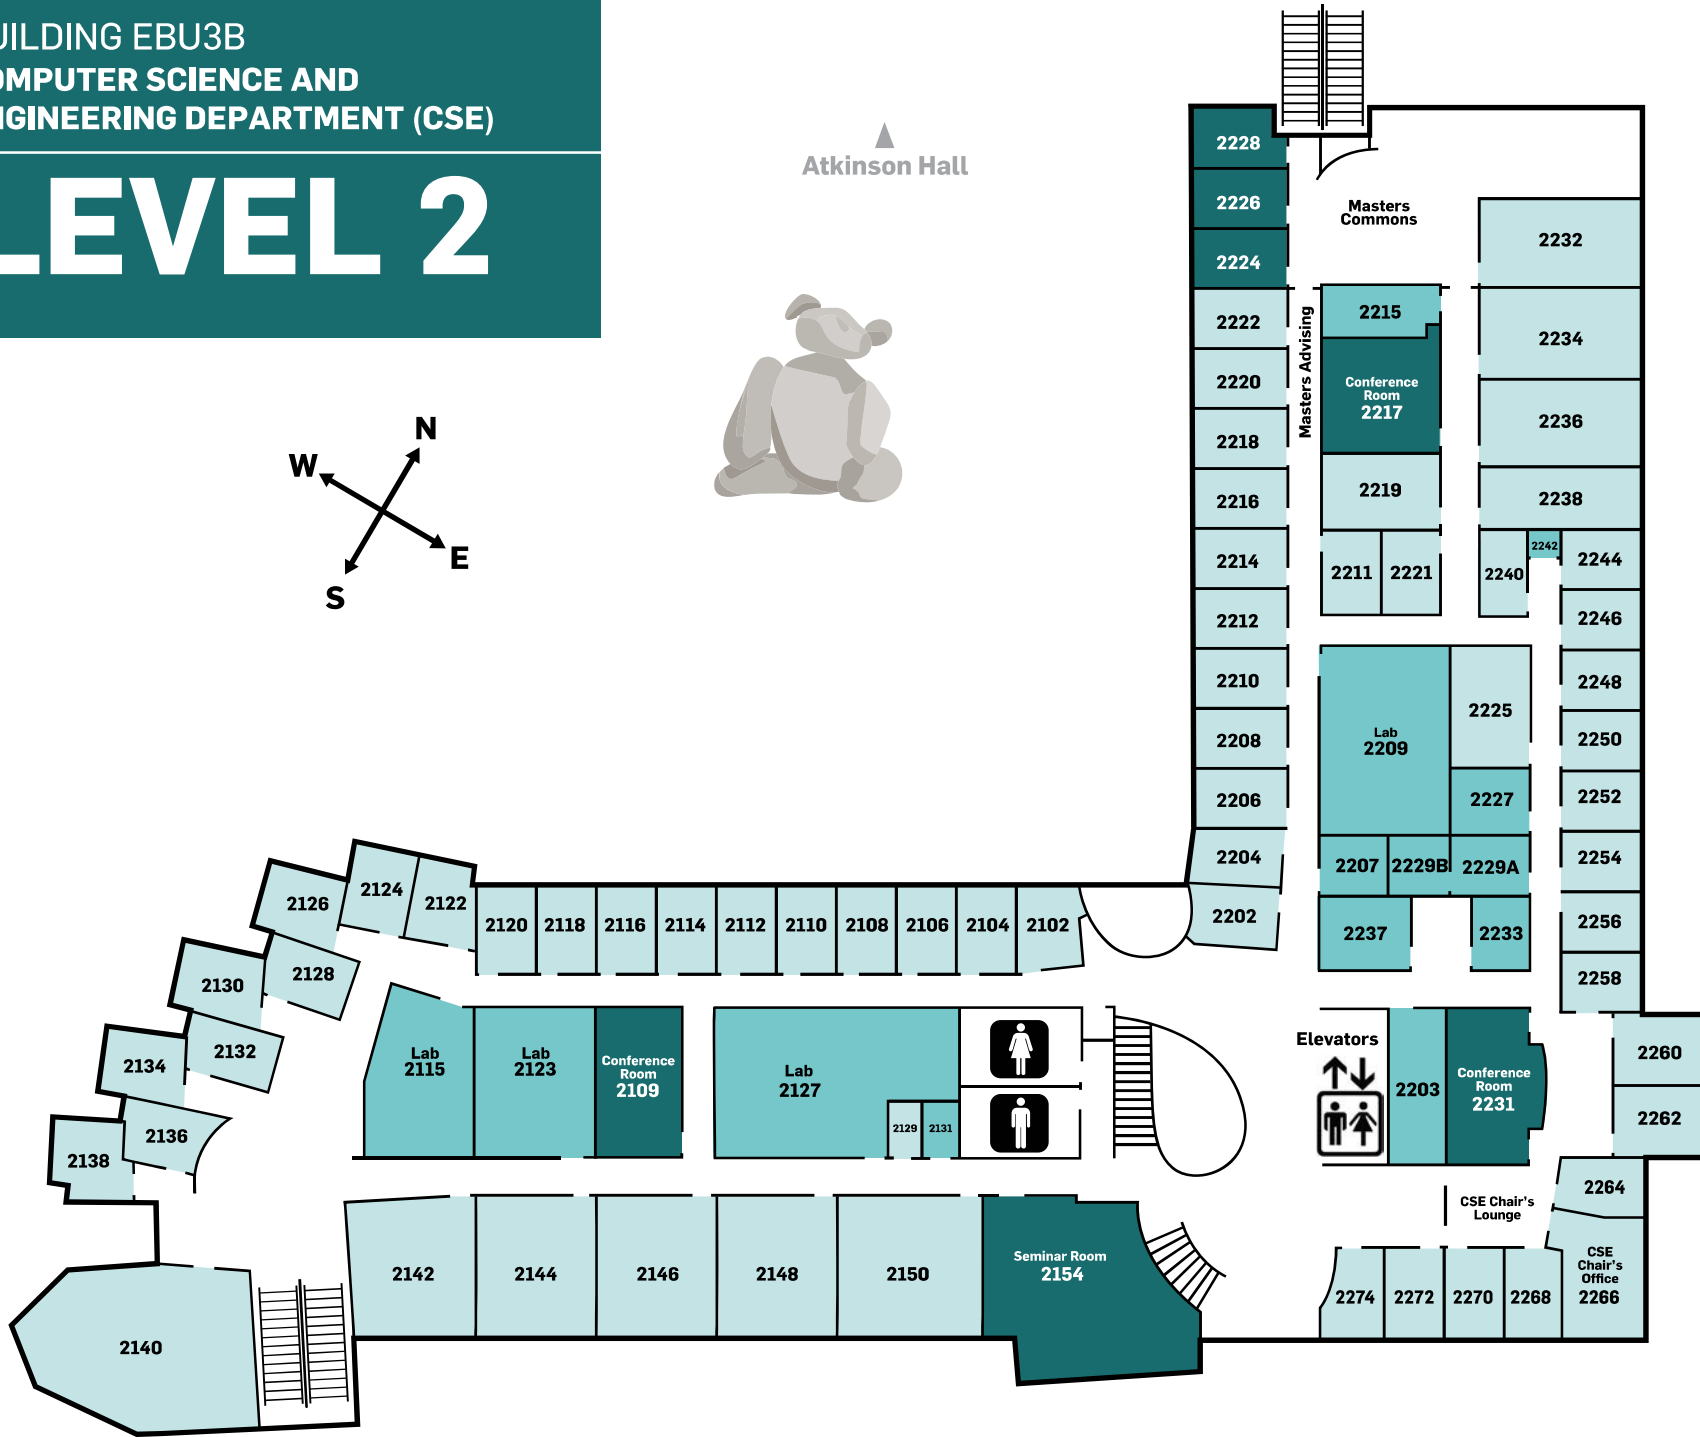 UILDING EBU3B
OMPUTER SCIENCE AND
NGINEERING DEPARTMENT (CSE)
LEVEL 2
Atkinson Hall
N
W
E
S
2228
2226
2224
2222
2220
2218
2216
2214
2212
2210
2208
2206
2204
2202
Masters
Commons
Masters Advising
2215
Conference
Room
2217
2219
2211
2221
2232
2234
2236
2238
2240
2242
2244
2246
2248
2250
2252
2254
2256
2258
2260
2262
2264
CSE
Chair's
Office
2266
Lab
2209
2225
2227
2207
2229B
2229A
2237
2233
Elevators
2203
Conference
Room
2231
CSE Chair's
Lounge
2274
2272
2270
2268
2126
2124
2122
2120
2118
2116
2114
2112
2110
2108
2106
2104
2102
2130
2128
2134
2132
2138
2136
Lab
2115
Lab
2123
Conference
Room
2109
Lab
2127
2129
2131
2140
2142
2144
2146
2148
2150
Seminar Room
2154